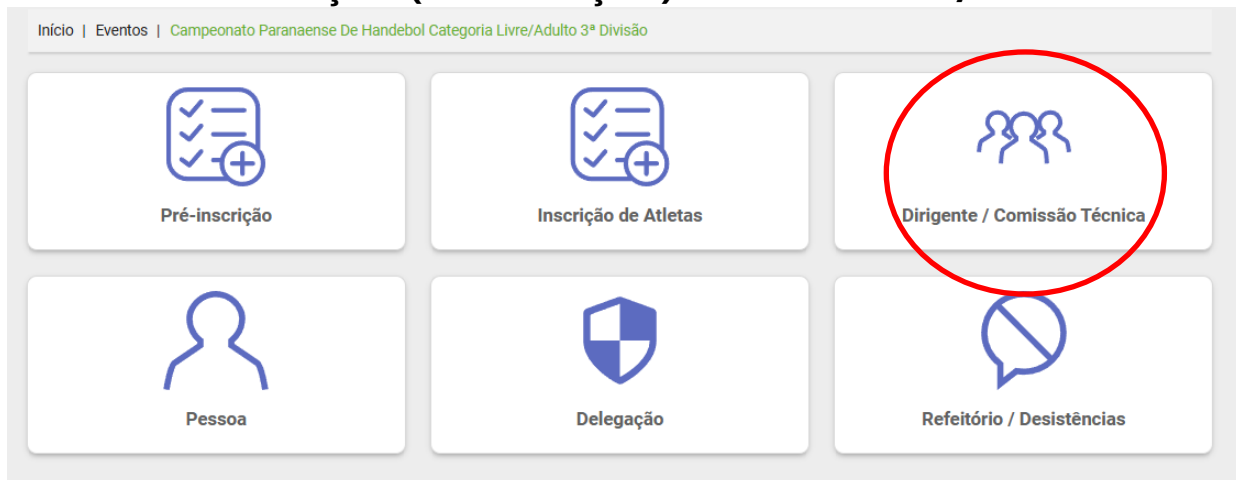 Início | Eventos | Campeonato Paranaense De Handebol Categoria Livre/Adulto 3ª Divisão
Pré-inscrição
Inscrição de Atletas
Dirigente / Comissão Técnica
Pessoa
Delegação
Refeitório / Desistências